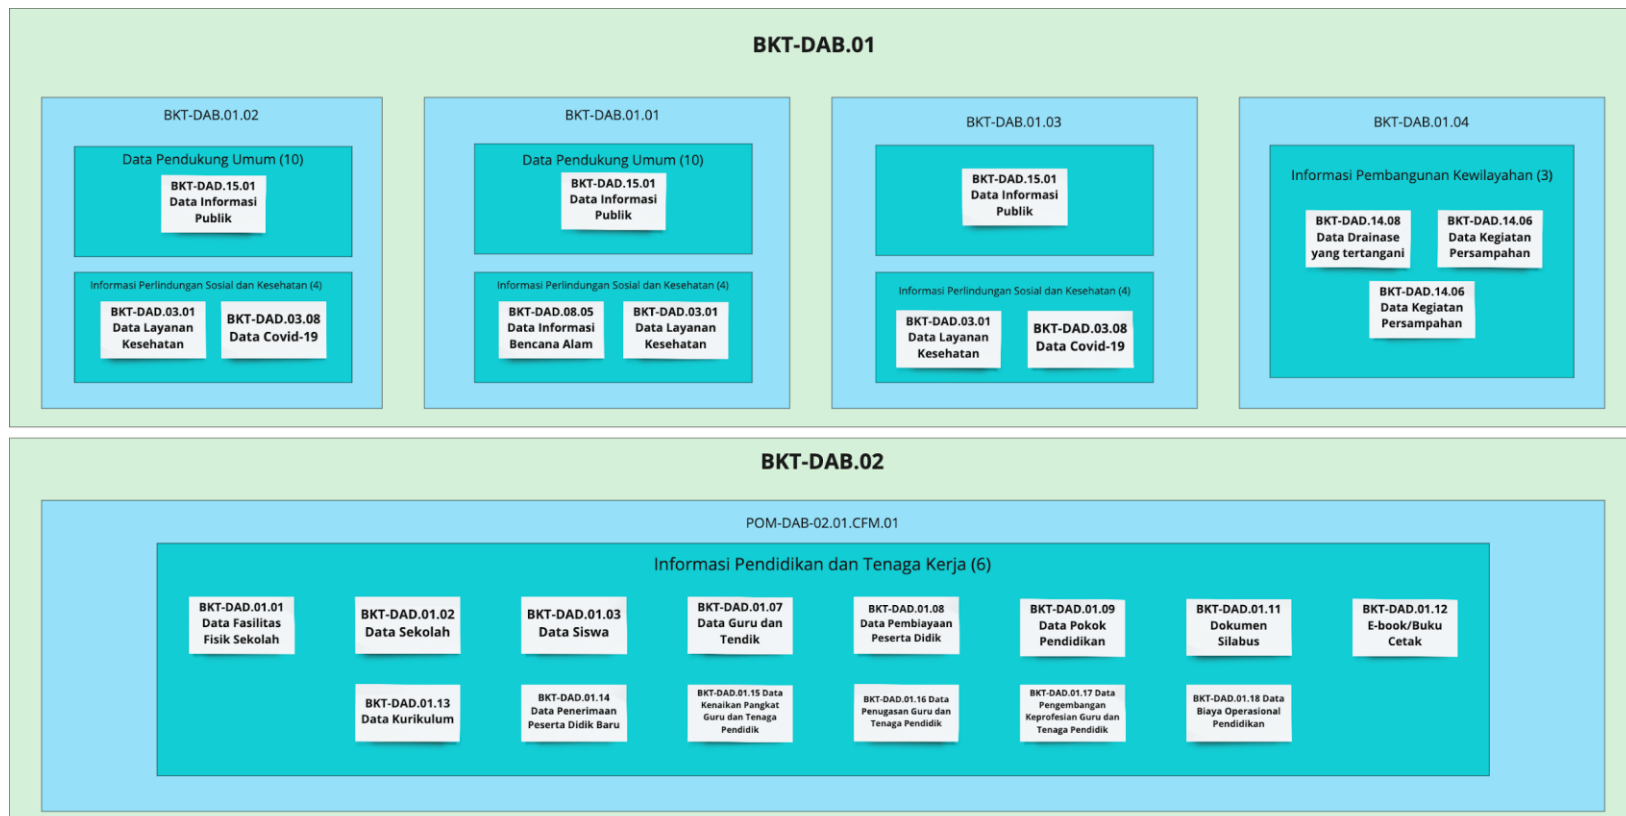 BKT-DAB.01
BKT-DAB.01.02
Data Pendukung Umum (10)
BKT-DAD.15.01
Data Informasi
Publik
Informasi Perlindungan Sosial dan Kesehatan (4)
BKT-DAD.03.01
Data Layanan
Kesehatan
BKT-DAD.03.08
Data Covid-19
BKT-DAB.01.01
Data Pendukung Umum (10)
BKT-DAD.15.01
Data Informasi
Publik
Informasi Perlindungan Sosial dan Kesehatan (4)
BKT-DAD.08.05
Data Informasi
Bencana Alam
BKT-DAD.03.01
Data Layanan
Kesehatan
BKT-DAB.01.03
BKT-DAD.15.01
Data Informasi
Publik
Informasi Perlindungan Sosial dan Kesehatan (4)
BKT-DAD.03.01
Data Layanan
Kesehatan
BKT-DAD.03.08
Data Covid-19
BKT-DAB.01.04
Informasi Pembangunan Kewilayahan (3)
BKT-DAD.14.08
Data Drainase
yang tertangani
BKT-DAD.14.06
Data Kegiatan
Persampahan
BKT-DAD.14.06
Data Kegiatan
Persampahan
BKT-DAB.02
POM-DAB-02.01.CFM.01
Informasi Pendidikan dan Tenaga Kerja (6)
BKT-DAD.01.01
Data Fasilitas
Fisik Sekolah
BKT-DAD.01.02
Data Sekolah
BKT-DAD.01.03
Data Siswa
BKT-DAD.01.07
Data Guru dan
Tendik
BKT-DAD.01.08
Data Pembiayaan
Peserta Didik
BKT-DAD.01.09
Data Pokok
Pendidikan
BKT-DAD.01.11
Dokumen
Silabus
BKT-DAD.01.12
E-book/Buku
Cetak
BKT-DAD.01.13
Data Kurikulum
BKT-DAD.01.14
Data Penerimaan
Peserta Didik Baru
BKT-DAD.01.15 Data
Kenaikan Pangkat
Guru dan Tenaga
Pendidik
BKT-DAD.01.16 Data
Penugasan Guru dan
Tenaga Pendidik
BKT-DAD.01.17 Data
Pengembangan
Keprofesian Guru dan
Tenaga Pendidik
BKT-DAD.01.18 Data
Biaya Operasional
Pendidikan